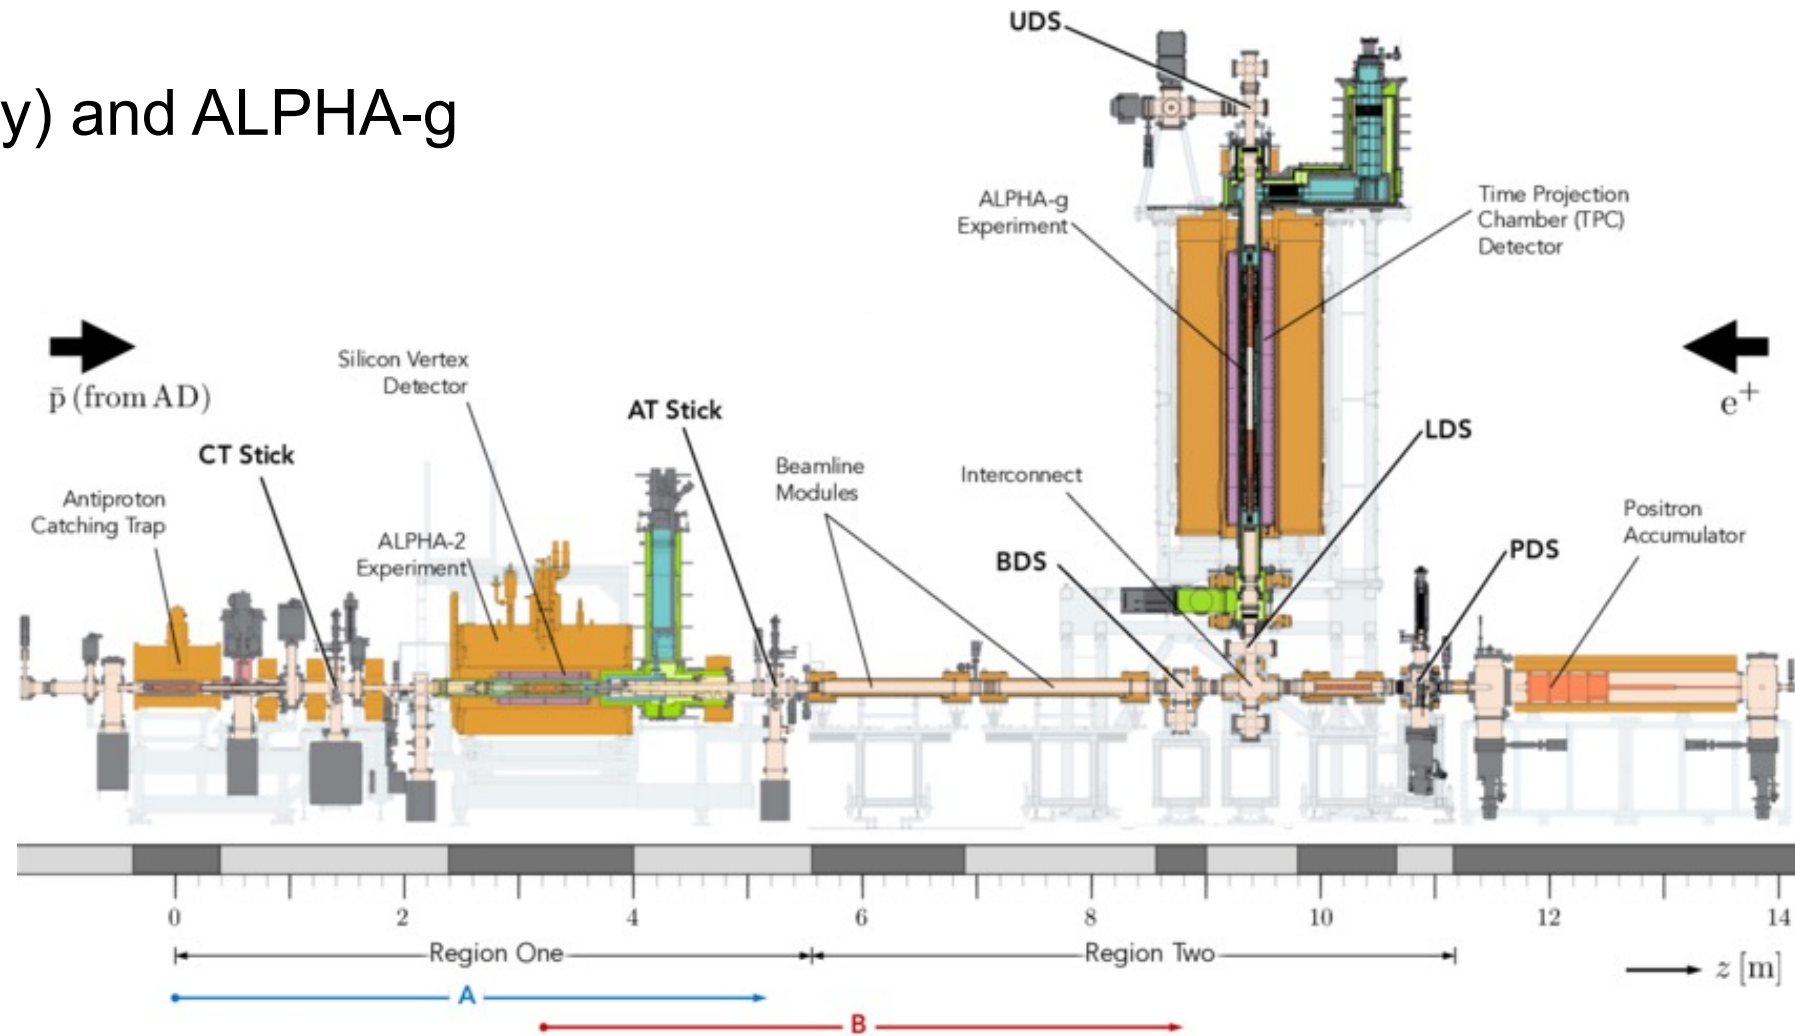 y) and ALPHA-g
UDS
ALPHA-g
Experiment
Time Projection
Chamber (TPC)
Detector
p̄ (from AD)
e⁺
Silicon Vertex
Detector
AT Stick
CT Stick
LDS
Antiproton
Catching Trap
Beamline
Modules
Interconnect
ALPHA-2
Experiment
BDS
PDS
Positron
Accumulator
0 2 4 6 8 10 12 14
Region One
Region Two
z [m]
A
B